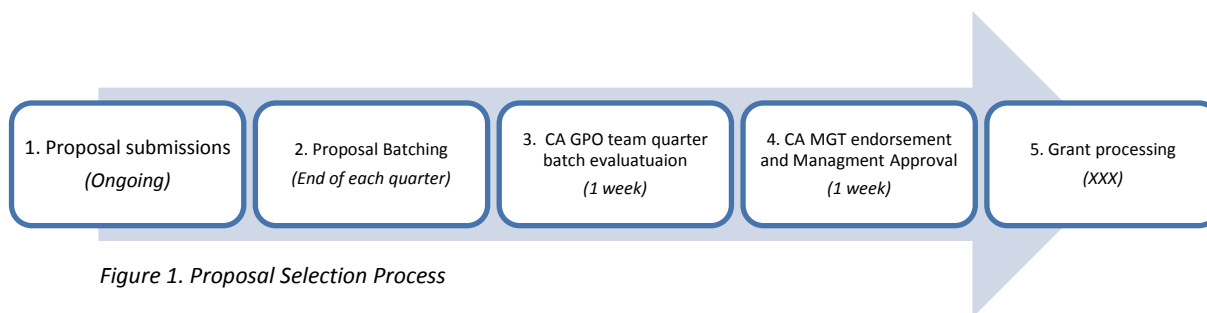 1. Proposal submissions
(Ongoing)
2. Proposal Batching
(End of each quarter)
3. CA GPO team quarter
batch evaluatuaion
(1 week)
4. CA MGT endorsement
and Managment Approval
(1 week)
5. Grant processing
(XXX)
Figure 1. Proposal Selection Process